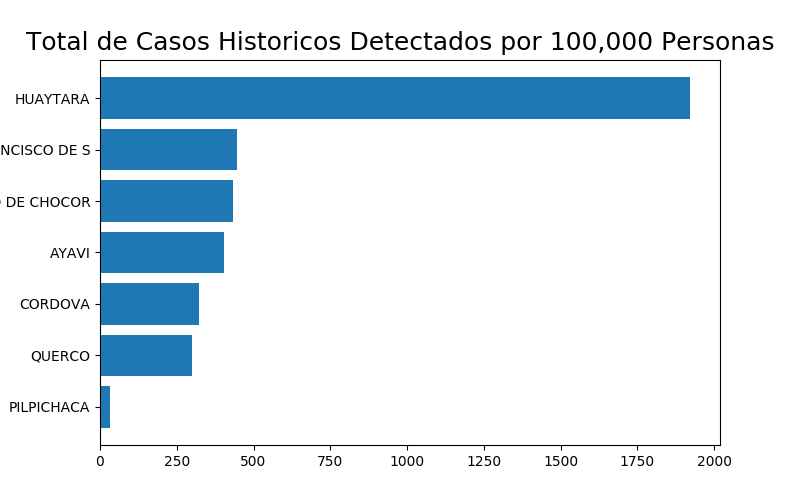 Total de Casos Historicos Detectados por 100,000 Personas
HUAYTARA
NCISCO DE S
DE CHOCOR
AYAVI
CORDOVA
QUERCO
PILPICHACA
0 250 500 750 1000 1250 1500 1750 2000